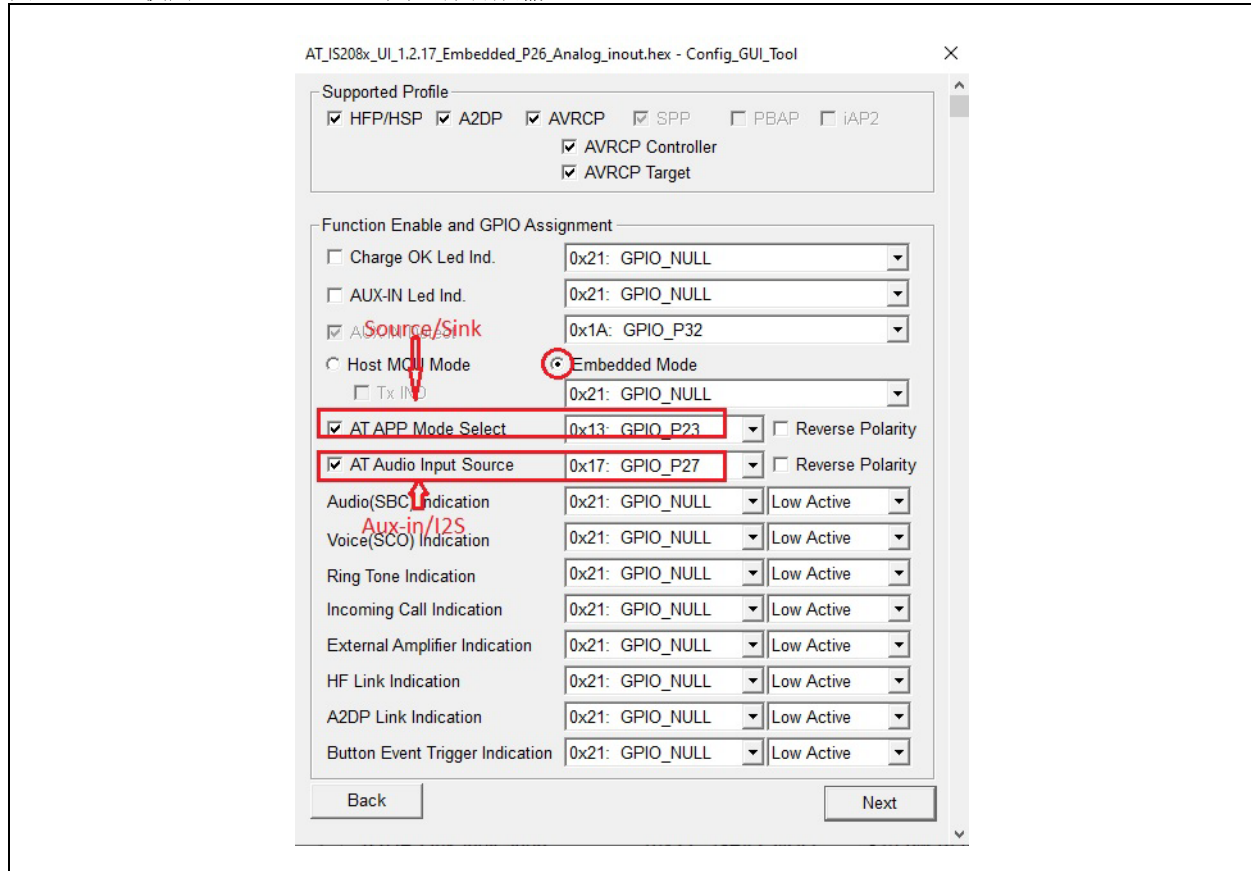 AT_IS208x_UI_1.2.17_Embedded_P26_Analog_inout.hex - Config_GUI_Tool
Supported Profile
HFP/HSP A2DP AVRCP SPP PBAP iAP2
AVRCP Controller
AVRCP Target
Function Enable and GPIO Assignment
Charge OK Led Ind. 0x21: GPIO_NULL
AUX-IN Led Ind. 0x21: GPIO_NULL
Source/Sink 0x1A: GPIO_P32
Host MCU Mode Embedded Mode
Tx IND 0x21: GPIO_NULL
AT APP Mode Select 0x13: GPIO_P23 Reverse Polarity
AT Audio Input Source 0x17: GPIO_P27 Reverse Polarity
Audio(SBC) Indication 0x21: GPIO_NULL Low Active
Aux-in/I2S
Voice(SCO) Indication 0x21: GPIO_NULL Low Active
Ring Tone Indication 0x21: GPIO_NULL Low Active
Incoming Call Indication 0x21: GPIO_NULL Low Active
External Amplifier Indication 0x21: GPIO_NULL Low Active
HF Link Indication 0x21: GPIO_NULL Low Active
A2DP Link Indication 0x21: GPIO_NULL Low Active
Button Event Trigger Indication 0x21: GPIO_NULL Low Active
Back Next